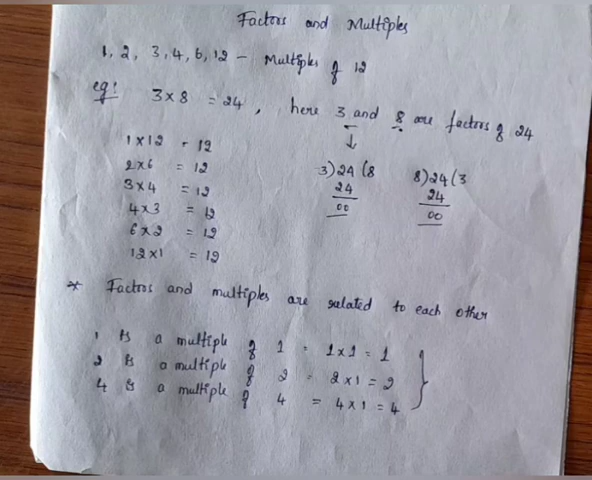 Factors and Multiples
1, 2, 3, 4, 6, 12 - Multiples of 12
eg! 3 x 8 = 24, here 3 and 8 are factors of 24
↓
1 x 12 = 12
2 x 6 = 12
3 x 4 = 12
4 x 3 = 12
6 x 2 = 12
12 x 1 = 12
3)24(8
24
00
8)24(3
24
00
* Factors and multiples are related to each other
1 is a multiple of 1 = 1 x 1 = 1
2 is a multiple of 2 = 2 x 1 = 2
4 is a multiple of 4 = 4 x 1 = 4